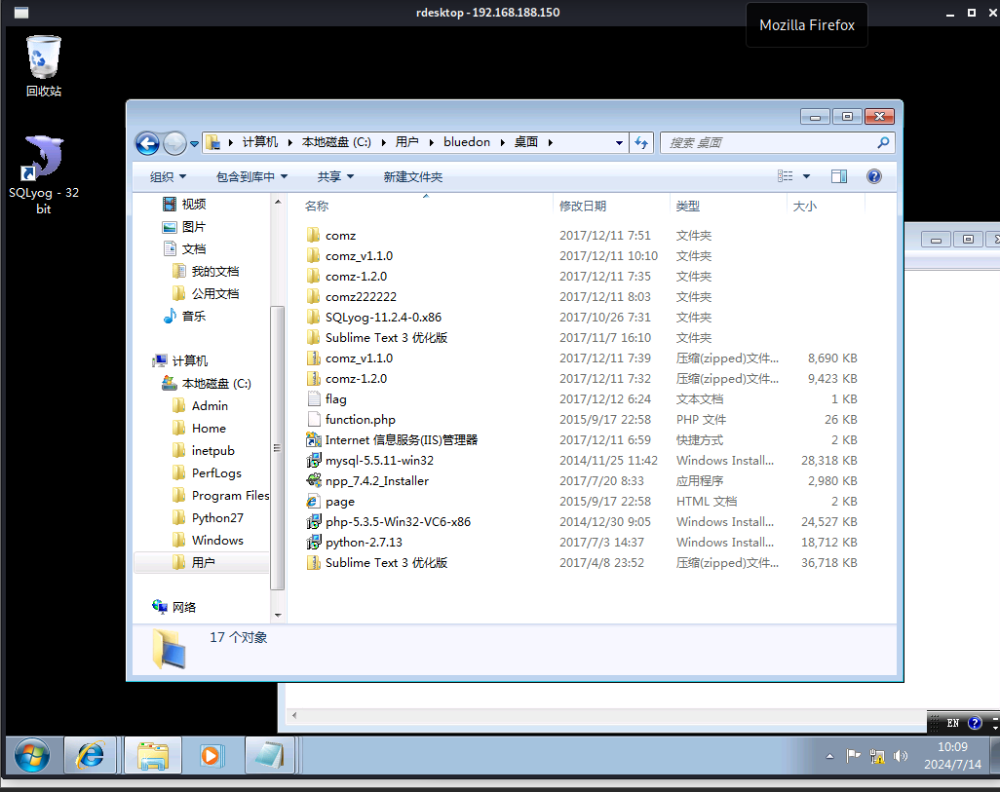 rdesktop - 192.168.188.150
Mozilla Firefox
回收站
SQLyog - 32
bit
计算机 本地磁盘 (C:) 用户 bluedon 桌面
搜索 桌面
组织 包含到库中 共享 新建文件夹
视频
图片
文档
我的文档
公用文档
音乐
计算机
本地磁盘 (C:)
Admin
Home
inetpub
PerfLogs
Program Files
Python27
Windows
用户
网络
名称 修改日期 类型 大小
comz 2017/12/11 7:51 文件夹
comz_v1.1.0 2017/12/11 10:10 文件夹
comz-1.2.0 2017/12/11 7:35 文件夹
comz222222 2017/12/11 8:03 文件夹
SQLyog-11.2.4-0.x86 2017/10/26 7:31 文件夹
Sublime Text 3 优化版 2017/11/7 16:10 文件夹
comz_v1.1.0 2017/12/11 7:39 压缩(zipped)文件... 8,690 KB
comz-1.2.0 2017/12/11 7:32 压缩(zipped)文件... 9,423 KB
flag 2017/12/12 6:24 文本文档 1 KB
function.php 2015/9/17 22:58 PHP 文件 26 KB
Internet 信息服务(IIS)管理器 2017/12/11 6:59 快捷方式 2 KB
mysql-5.5.11-win32 2014/11/25 11:42 Windows Install... 28,318 KB
npp_7.4.2_Installer 2017/7/20 8:33 应用程序 2,980 KB
page 2015/9/17 22:58 HTML 文档 2 KB
php-5.3.5-Win32-VC6-x86 2014/12/30 9:05 Windows Install... 24,527 KB
python-2.7.13 2017/7/3 14:37 Windows Install... 18,712 KB
Sublime Text 3 优化版 2017/4/8 23:52 压缩(zipped)文件... 36,718 KB
17 个对象
EN
10:09
2024/7/14